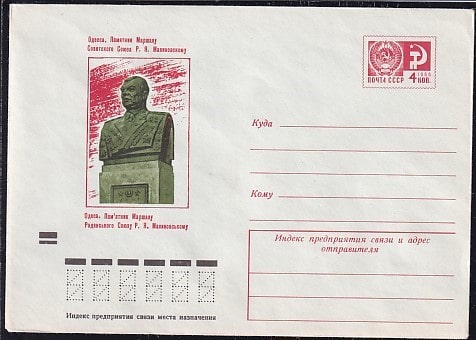 Одесса. Памятник Маршалу
Советского Союза Р. Я. Малиновскому
ПОЧТА СССР
1966
4 КОП.
Куда
Кому
Одеса. Пам'ятник Маршалу
Радянського Союзу Р. Я. Малиновському
Индекс предприятия связи и адрес
отправителя
Индекс предприятия связи места назначения